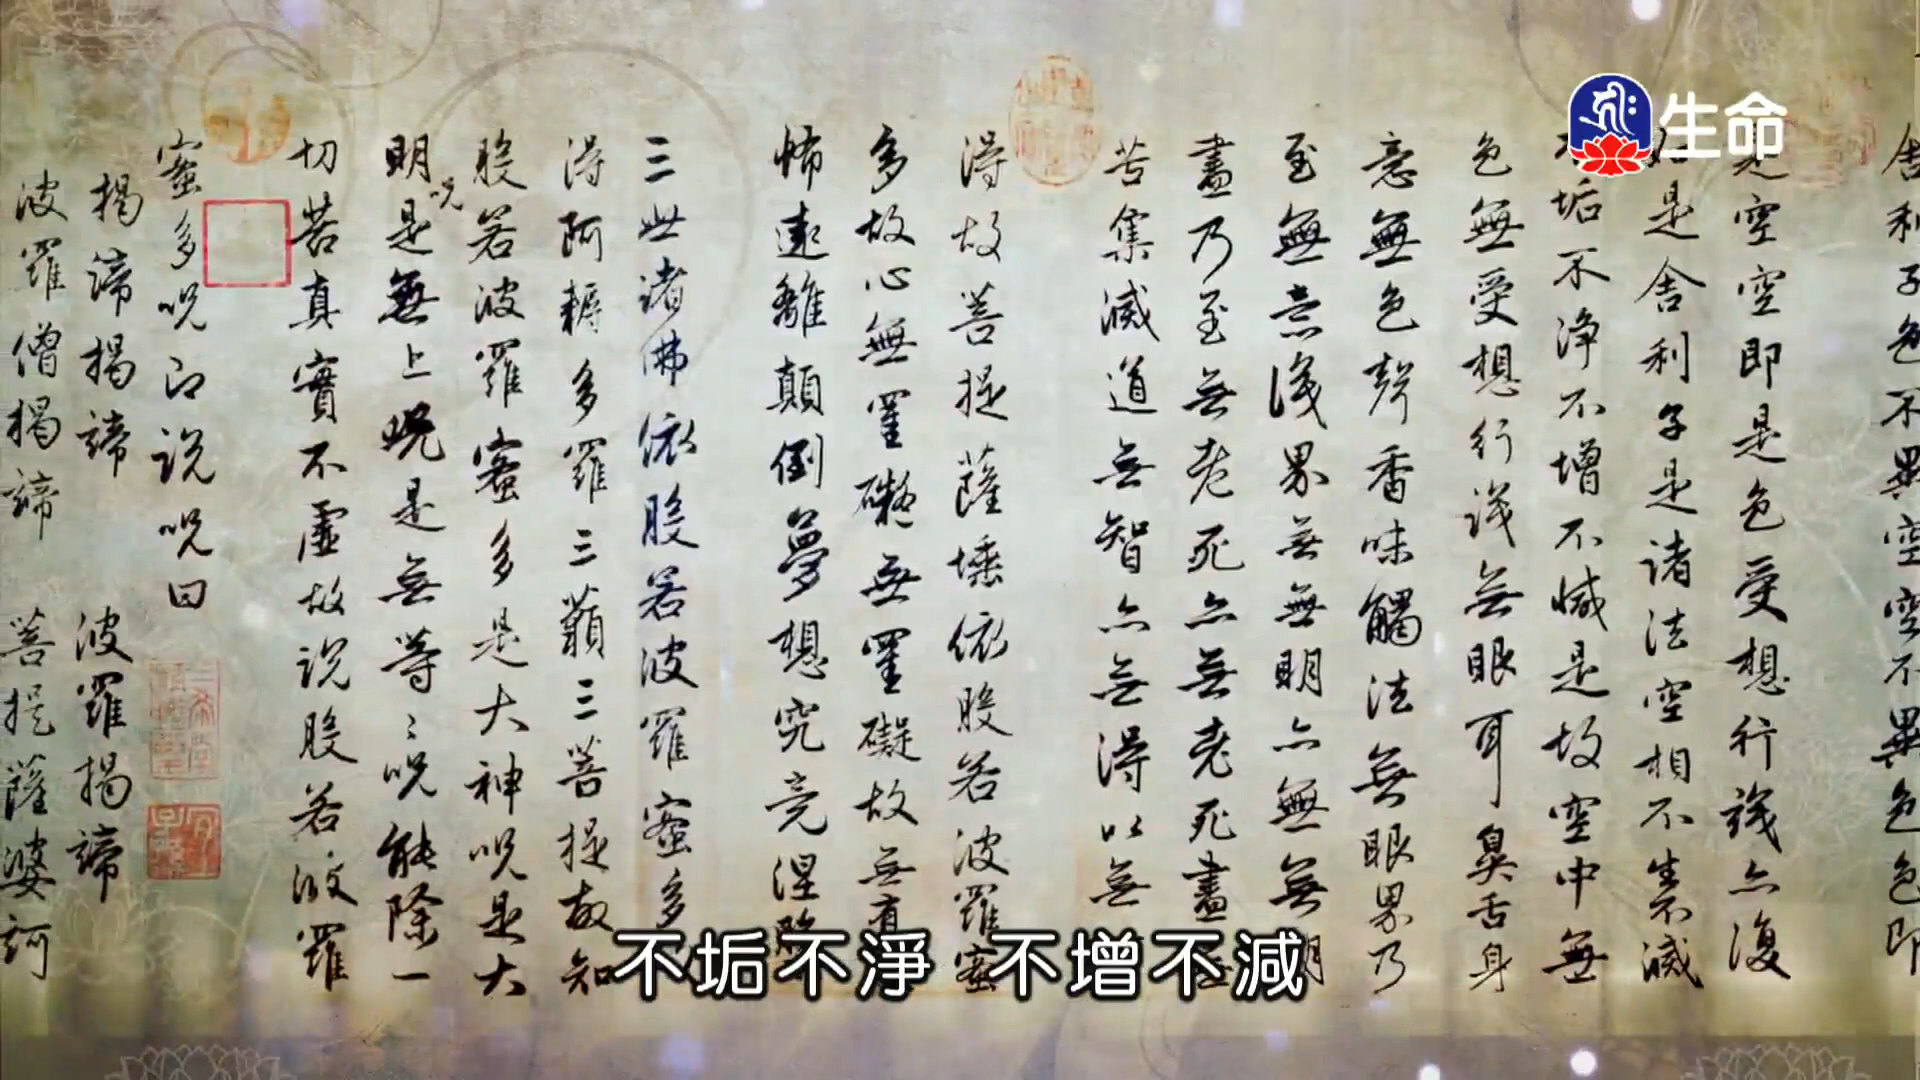 生命
舍利子色不異空空不異色色即
是空空即是色受想行識亦復
是舍利子是諸法空相不生不滅
垢不淨不增不減是故空中無
色無受想行識無眼耳鼻舌身
意無色聲香味觸法無眼界乃
至無意識界無無明亦無無明
盡乃至無老死亦無老死盡
苦集滅道無智亦無得以無
得故菩提薩埵依般若波羅蜜
多故心無罣礙無罣礙故無有
怖遠離顛倒夢想究竟涅槃
三世諸佛依般若波羅蜜多
得阿耨多羅三藐三菩提故知
般若波羅蜜多是大神呪是大
明呪是無上呪是無等〻呪能除一
切苦真實不虛故說般若波羅
蜜多呪即說呪曰
揭諦揭諦 波羅揭諦
波羅僧揭諦 菩提薩婆訶
不垢不淨 不增不減